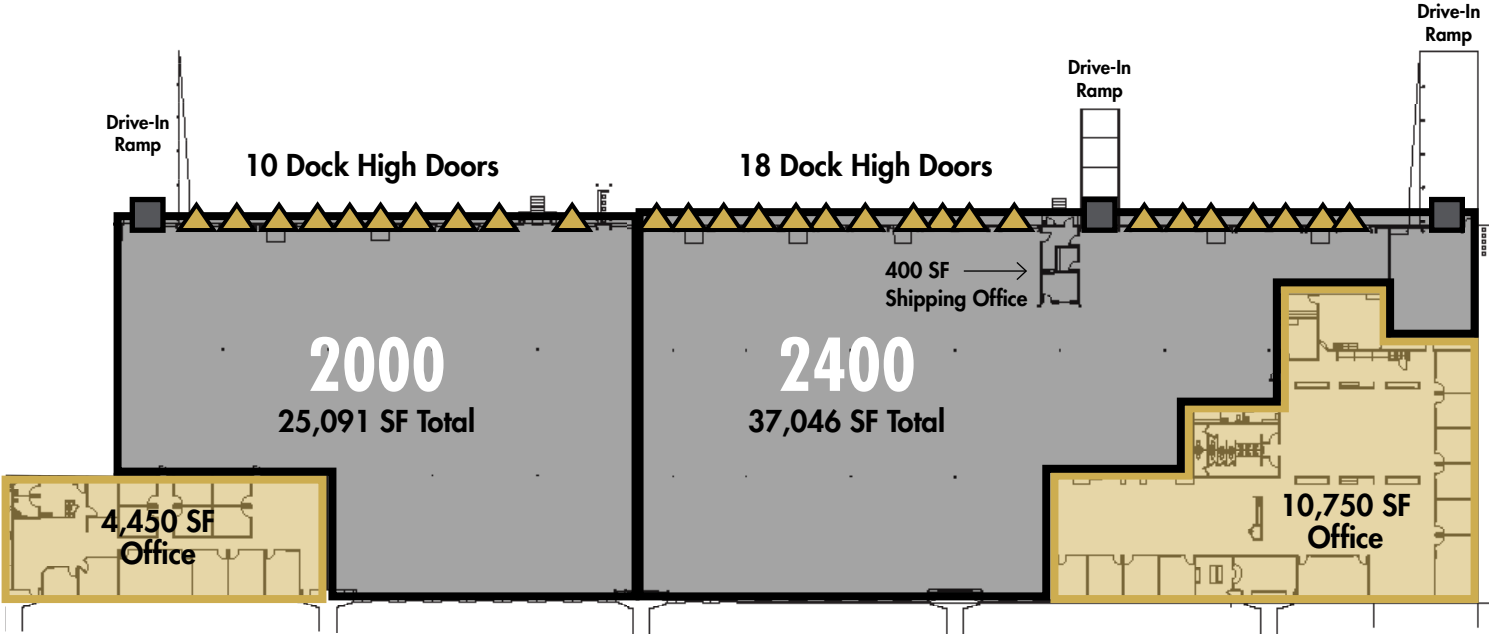 Drive-In
Ramp
Drive-In
Ramp
Drive-In
Ramp
10 Dock High Doors
18 Dock High Doors
400 SF
Shipping Office
2000
25,091 SF Total
2400
37,046 SF Total
4,450 SF
Office
10,750 SF
Office